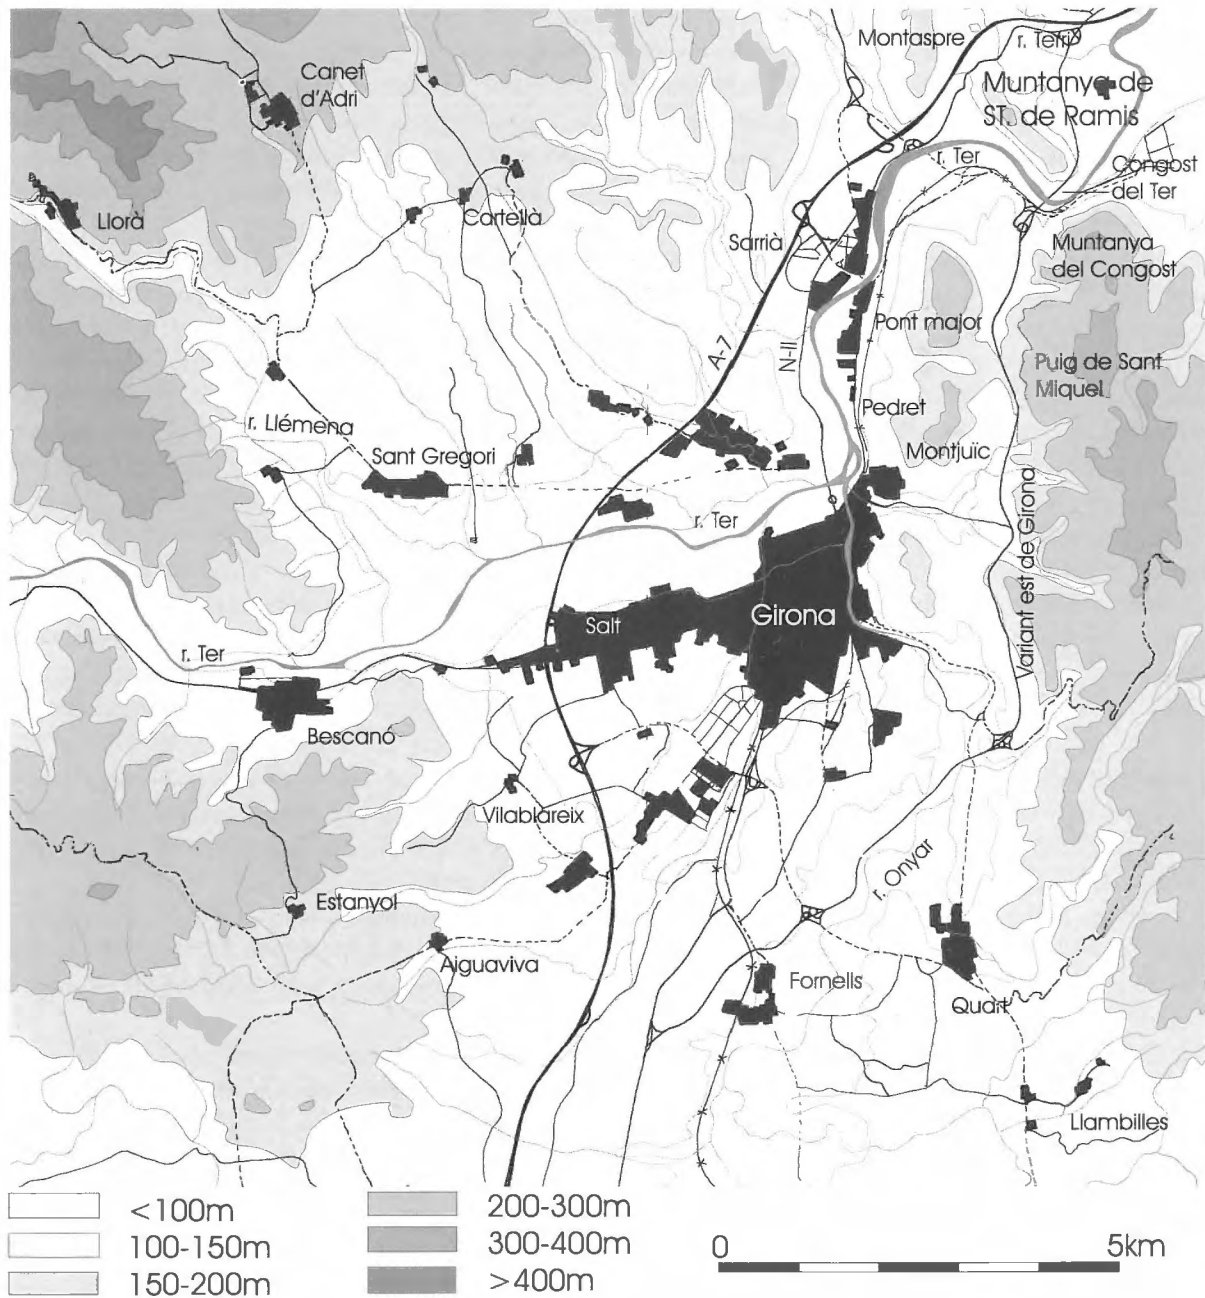 Montaspre
r. Terri
Canet
d'Adri
Muntanya de
ST. de Ramis
r. Ter
Congost
del Ter
Llorà
Cartellà
Sarrià
Muntanya
del Congost
A-7
N-II
Pont major
Puig de Sant
Miquel
Pedret
r. Llémena
Sant Gregori
Montjuïc
r. Ter
Variant est de Girona
Salt
Girona
r. Ter
Bescanó
Vilablareix
r. Onyar
Estanyol
Aiguaviva
Fornells
Quart
Llambilles
<100m
100-150m
150-200m
200-300m
300-400m
>400m
0
5km